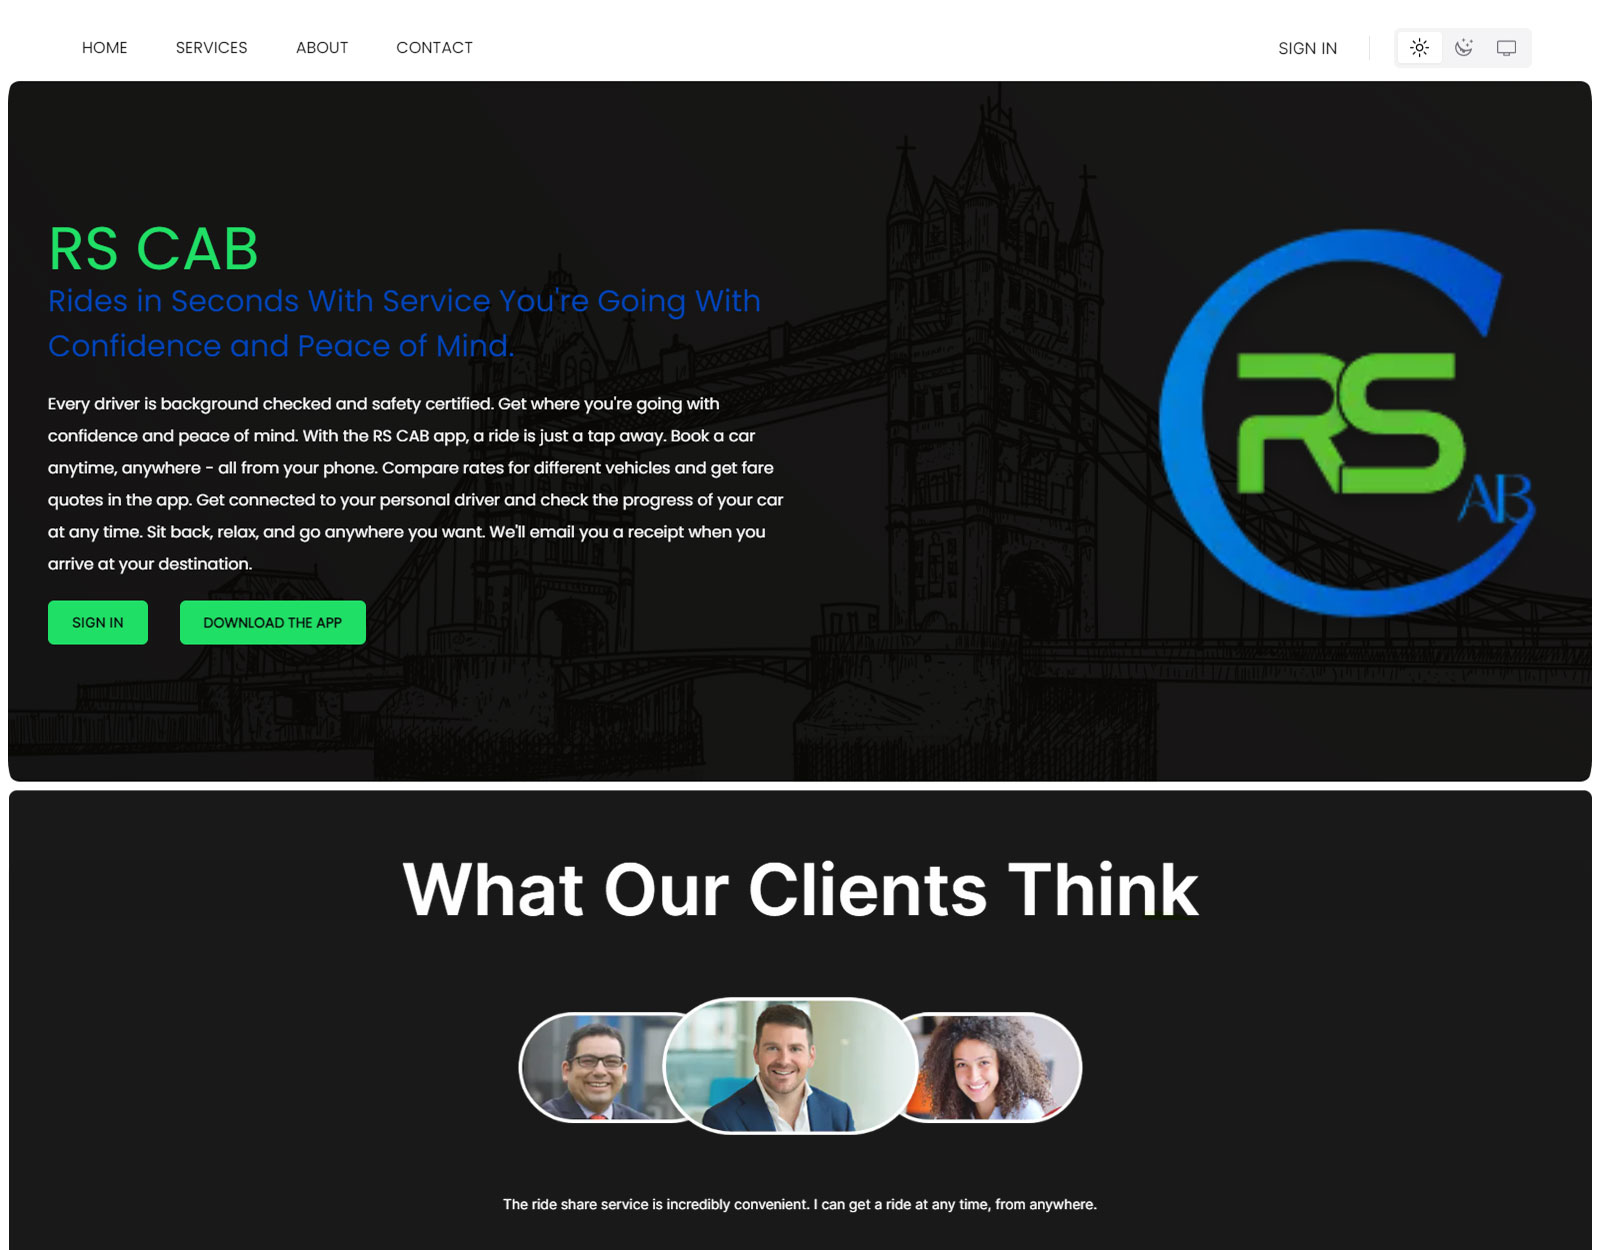 HOME SERVICES ABOUT CONTACT SIGN IN
RS CAB
Rides in Seconds With Service You're Going With
Confidence and Peace of Mind.
Every driver is background checked and safety certified. Get where you're going with
confidence and peace of mind. With the RS CAB app, a ride is just a tap away. Book a car
anytime, anywhere - all from your phone. Compare rates for different vehicles and get fare
quotes in the app. Get connected to your personal driver and check the progress of your car
at any time. Sit back, relax, and go anywhere you want. We'll email you a receipt when you
arrive at your destination.
SIGN IN DOWNLOAD THE APP
RS
AB
What Our Clients Think
The ride share service is incredibly convenient. I can get a ride at any time, from anywhere.